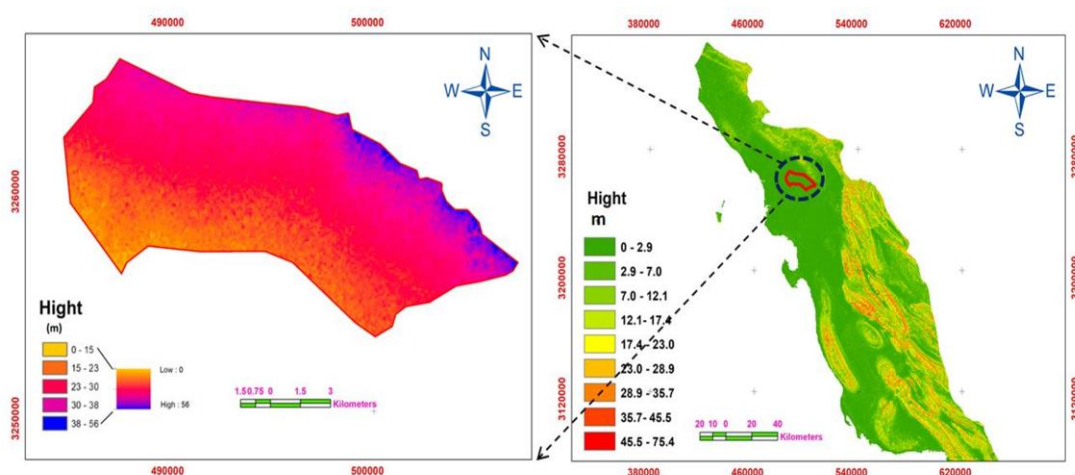 490000 500000
N
W E
S
3260000
3250000
Hight
(m)
0 - 15
15 - 23
23 - 30
30 - 38
38 - 56
Low : 0
High : 56
1.5 0.75 0 1.5 3
Kilometers
490000 500000
380000 460000 540000 620000
N
W E
S
3280000 3280000
3200000 3200000
3120000 3120000
Hight
m
0 - 2.9
2.9 - 7.0
7.0 - 12.1
12.1 - 17.4
17.4 - 23.0
23.0 - 28.9
28.9 - 35.7
35.7 - 45.5
45.5 - 75.4
20 10 0 20 40
Kilometers
380000 460000 540000 620000